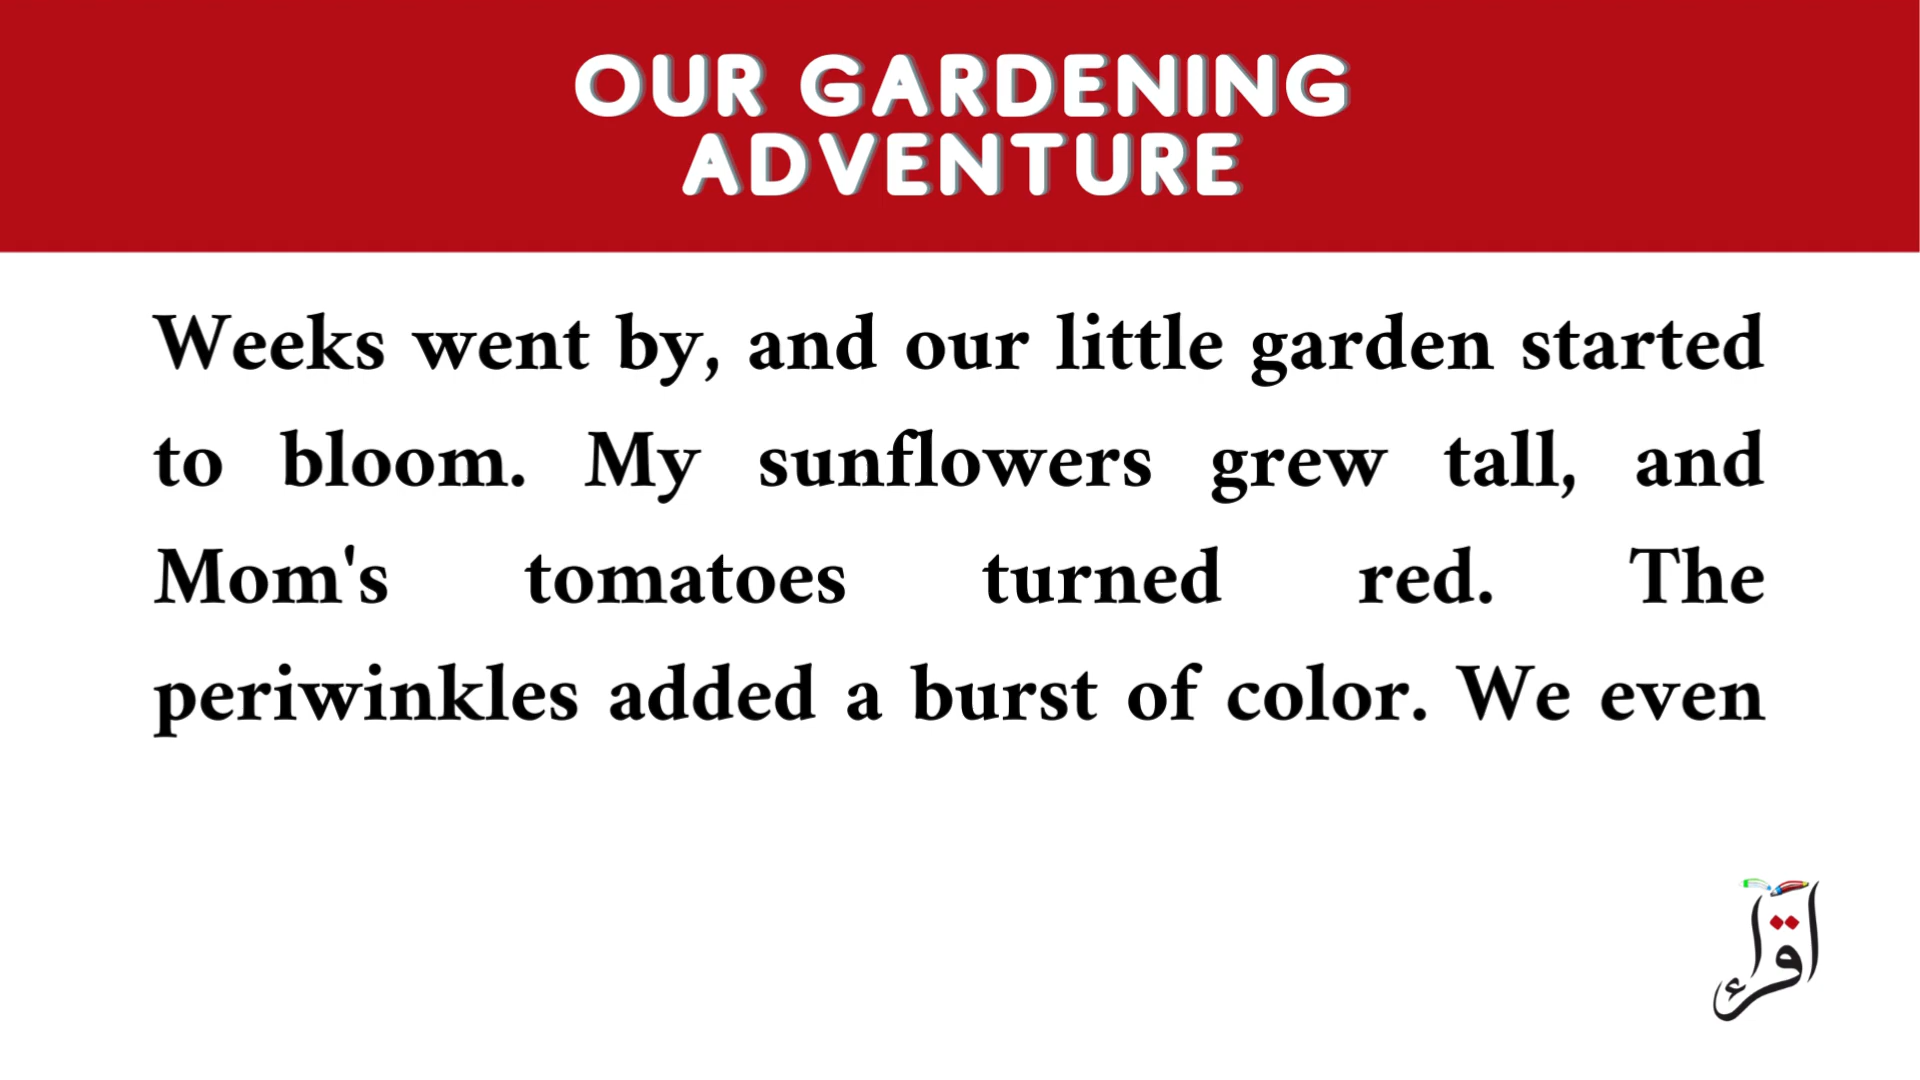 OUR GARDENING
ADVENTURE
Weeks went by, and our little garden started
to bloom. My sunflowers grew tall, and
Mom's tomatoes turned red. The
periwinkles added a burst of color. We even
اقرأ